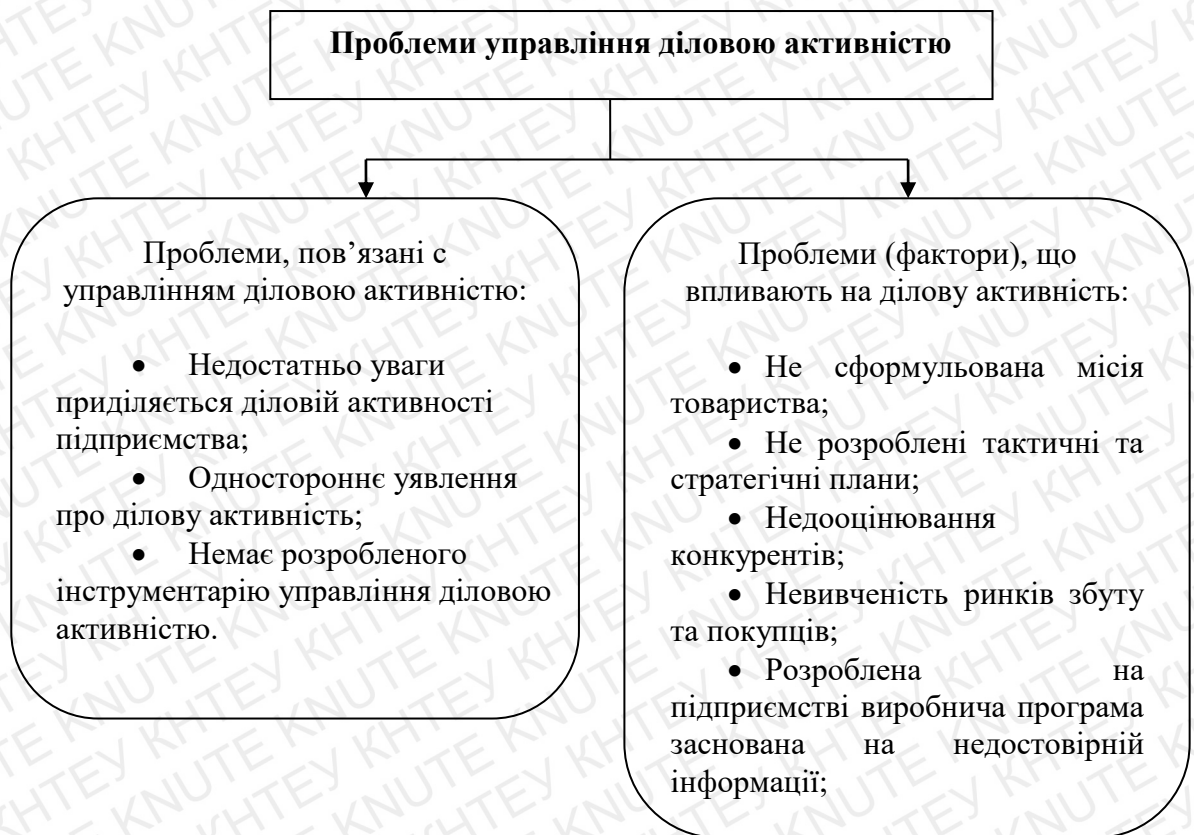 Проблеми управління діловою активністю
Проблеми, пов’язані с
управлінням діловою активністю:
• Недостатньо уваги
приділяється діловій активності
підприємства;
• Одностороннє уявлення
про ділову активність;
• Немає розробленого
інструментарію управління діловою
активністю.
Проблеми (фактори), що
впливають на ділову активність:
• Не сформульована місія
товариства;
• Не розроблені тактичні та
стратегічні плани;
• Недооцінювання
конкурентів;
• Невивченість ринків збуту
та покупців;
• Розроблена на
підприємстві виробнича програма
заснована на недостовірній
інформації;